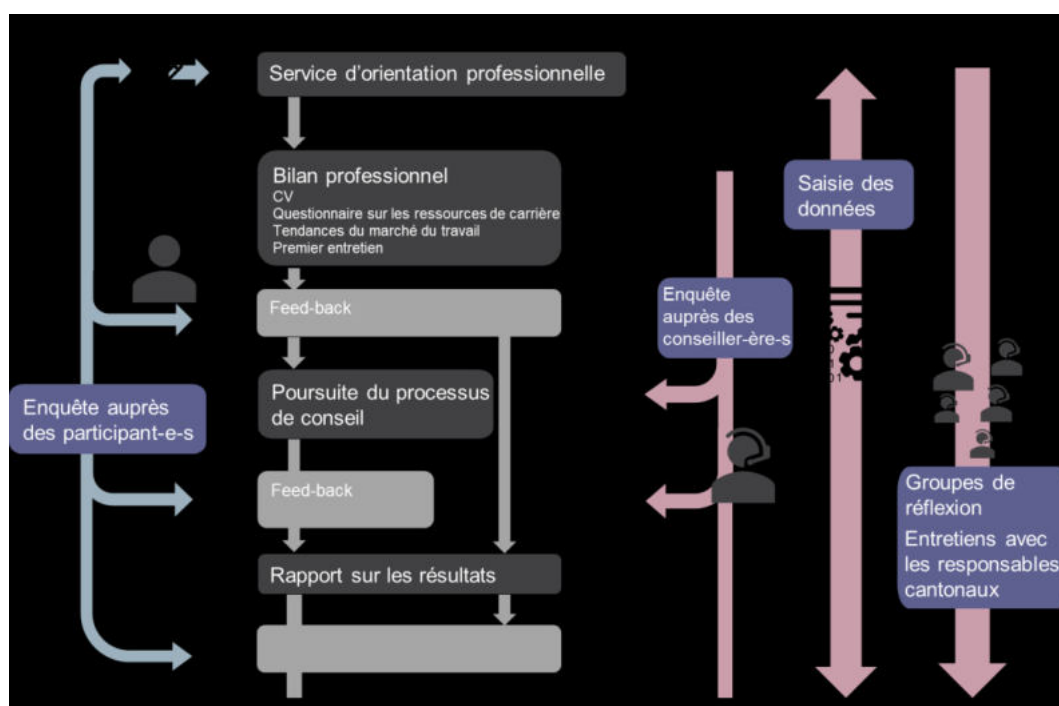 Service d'orientation professionnelle
Bilan professionnel
CV
Questionnaire sur les ressources de carrière
Tendances du marché du travail
Premier entretien
Feed-back
Poursuite du processus
de conseil
Feed-back
Rapport sur les résultats
Enquête auprès
des participant-e-s
Enquête
auprès des
conseiller-ère-s
Saisie des
données
Groupes de
réflexion
Entretiens avec
les responsables
cantonaux